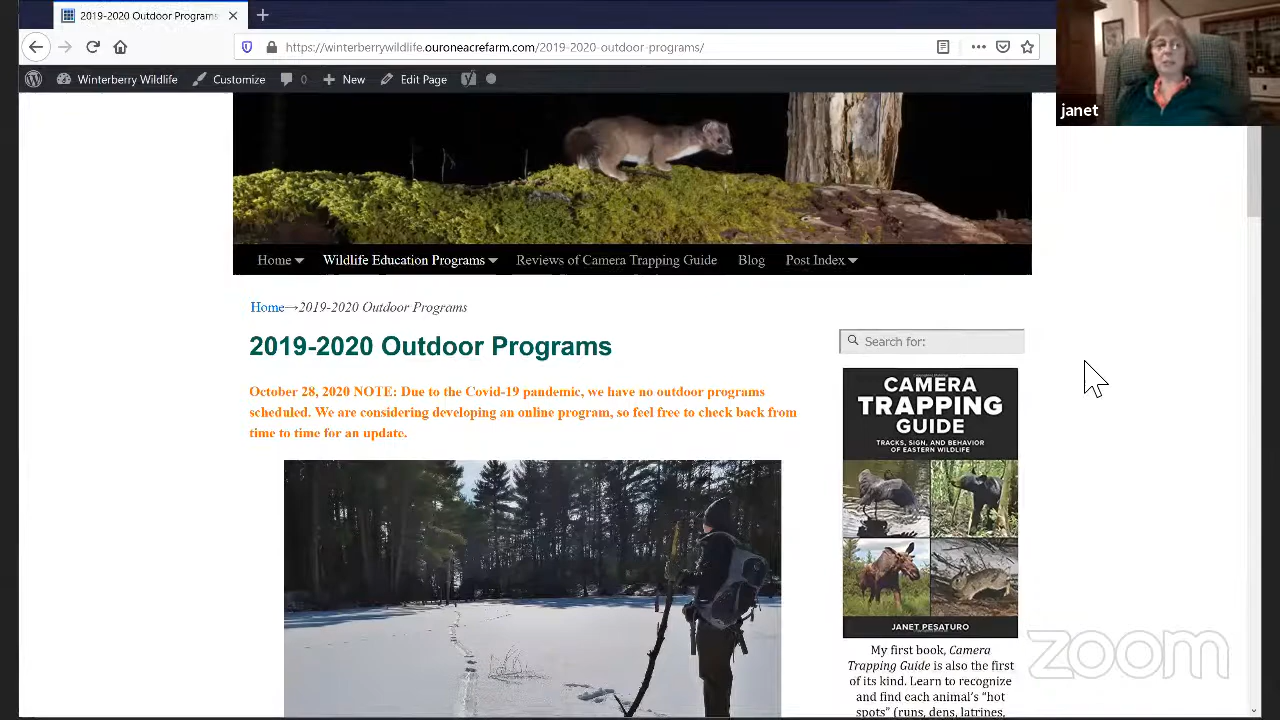 2019-2020 Outdoor Programs
https://winterberrywildlife.ouroneacrefarm.com/2019-2020-outdoor-programs/
Winterberry Wildlife Customize 0 New Edit Page
janet
Home Wildlife Education Programs Reviews of Camera Trapping Guide Blog Post Index
Home→2019-2020 Outdoor Programs
2019-2020 Outdoor Programs
October 28, 2020 NOTE: Due to the Covid-19 pandemic, we have no outdoor programs
scheduled. We are considering developing an online program, so feel free to check back from
time to time for an update.
Search for:
CAMERA
TRAPPING
GUIDE
TRACKS, SIGN, AND BEHAVIOR
OF EASTERN WILDLIFE
JANET PESATURO
My first book, Camera
Trapping Guide is also the first
of its kind. Learn to recognize
and find each animal's "hot
spots" (runs, dens, latrines,
zoom